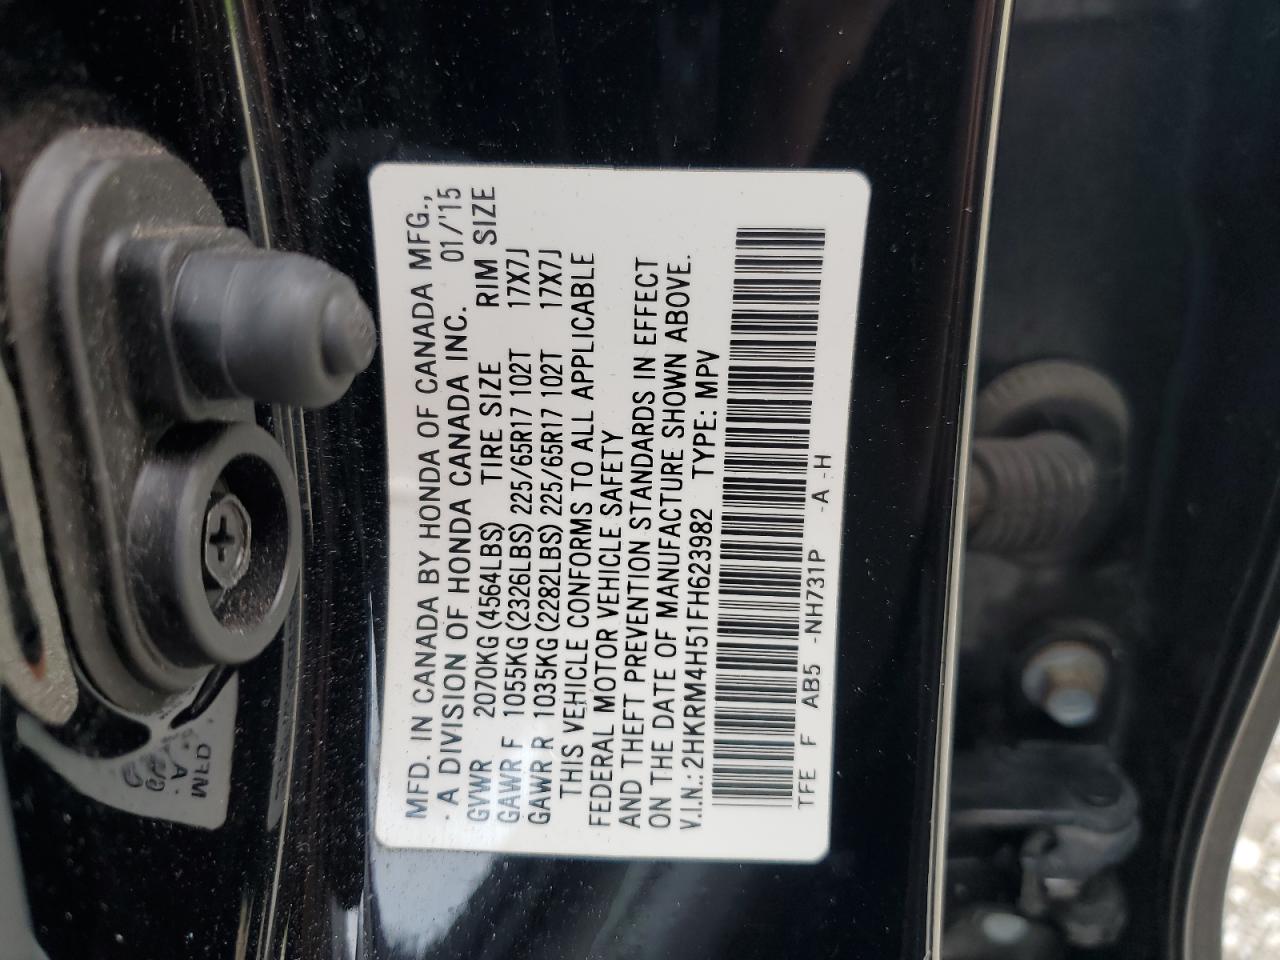 MFD. IN CANADA BY HONDA OF CANADA MFG.,
A DIVISION OF HONDA CANADA INC. 01/'15
GVWR 2070KG (4564LBS) TIRE SIZE RIM SIZE
GAWR F 1055KG (2326LBS) 225/65R17 102T 17X7J
GAWR R 1035KG (2282LBS) 225/65R17 102T 17X7J
THIS VEHICLE CONFORMS TO ALL APPLICABLE
FEDERAL MOTOR VEHICLE SAFETY
AND THEFT PREVENTION STANDARDS IN EFFECT
ON THE DATE OF MANUFACTURE SHOWN ABOVE.
V.I.N.:2HKRM4H51FH623982 TYPE: MPV
TFE F AB5 -NH731P -A -H